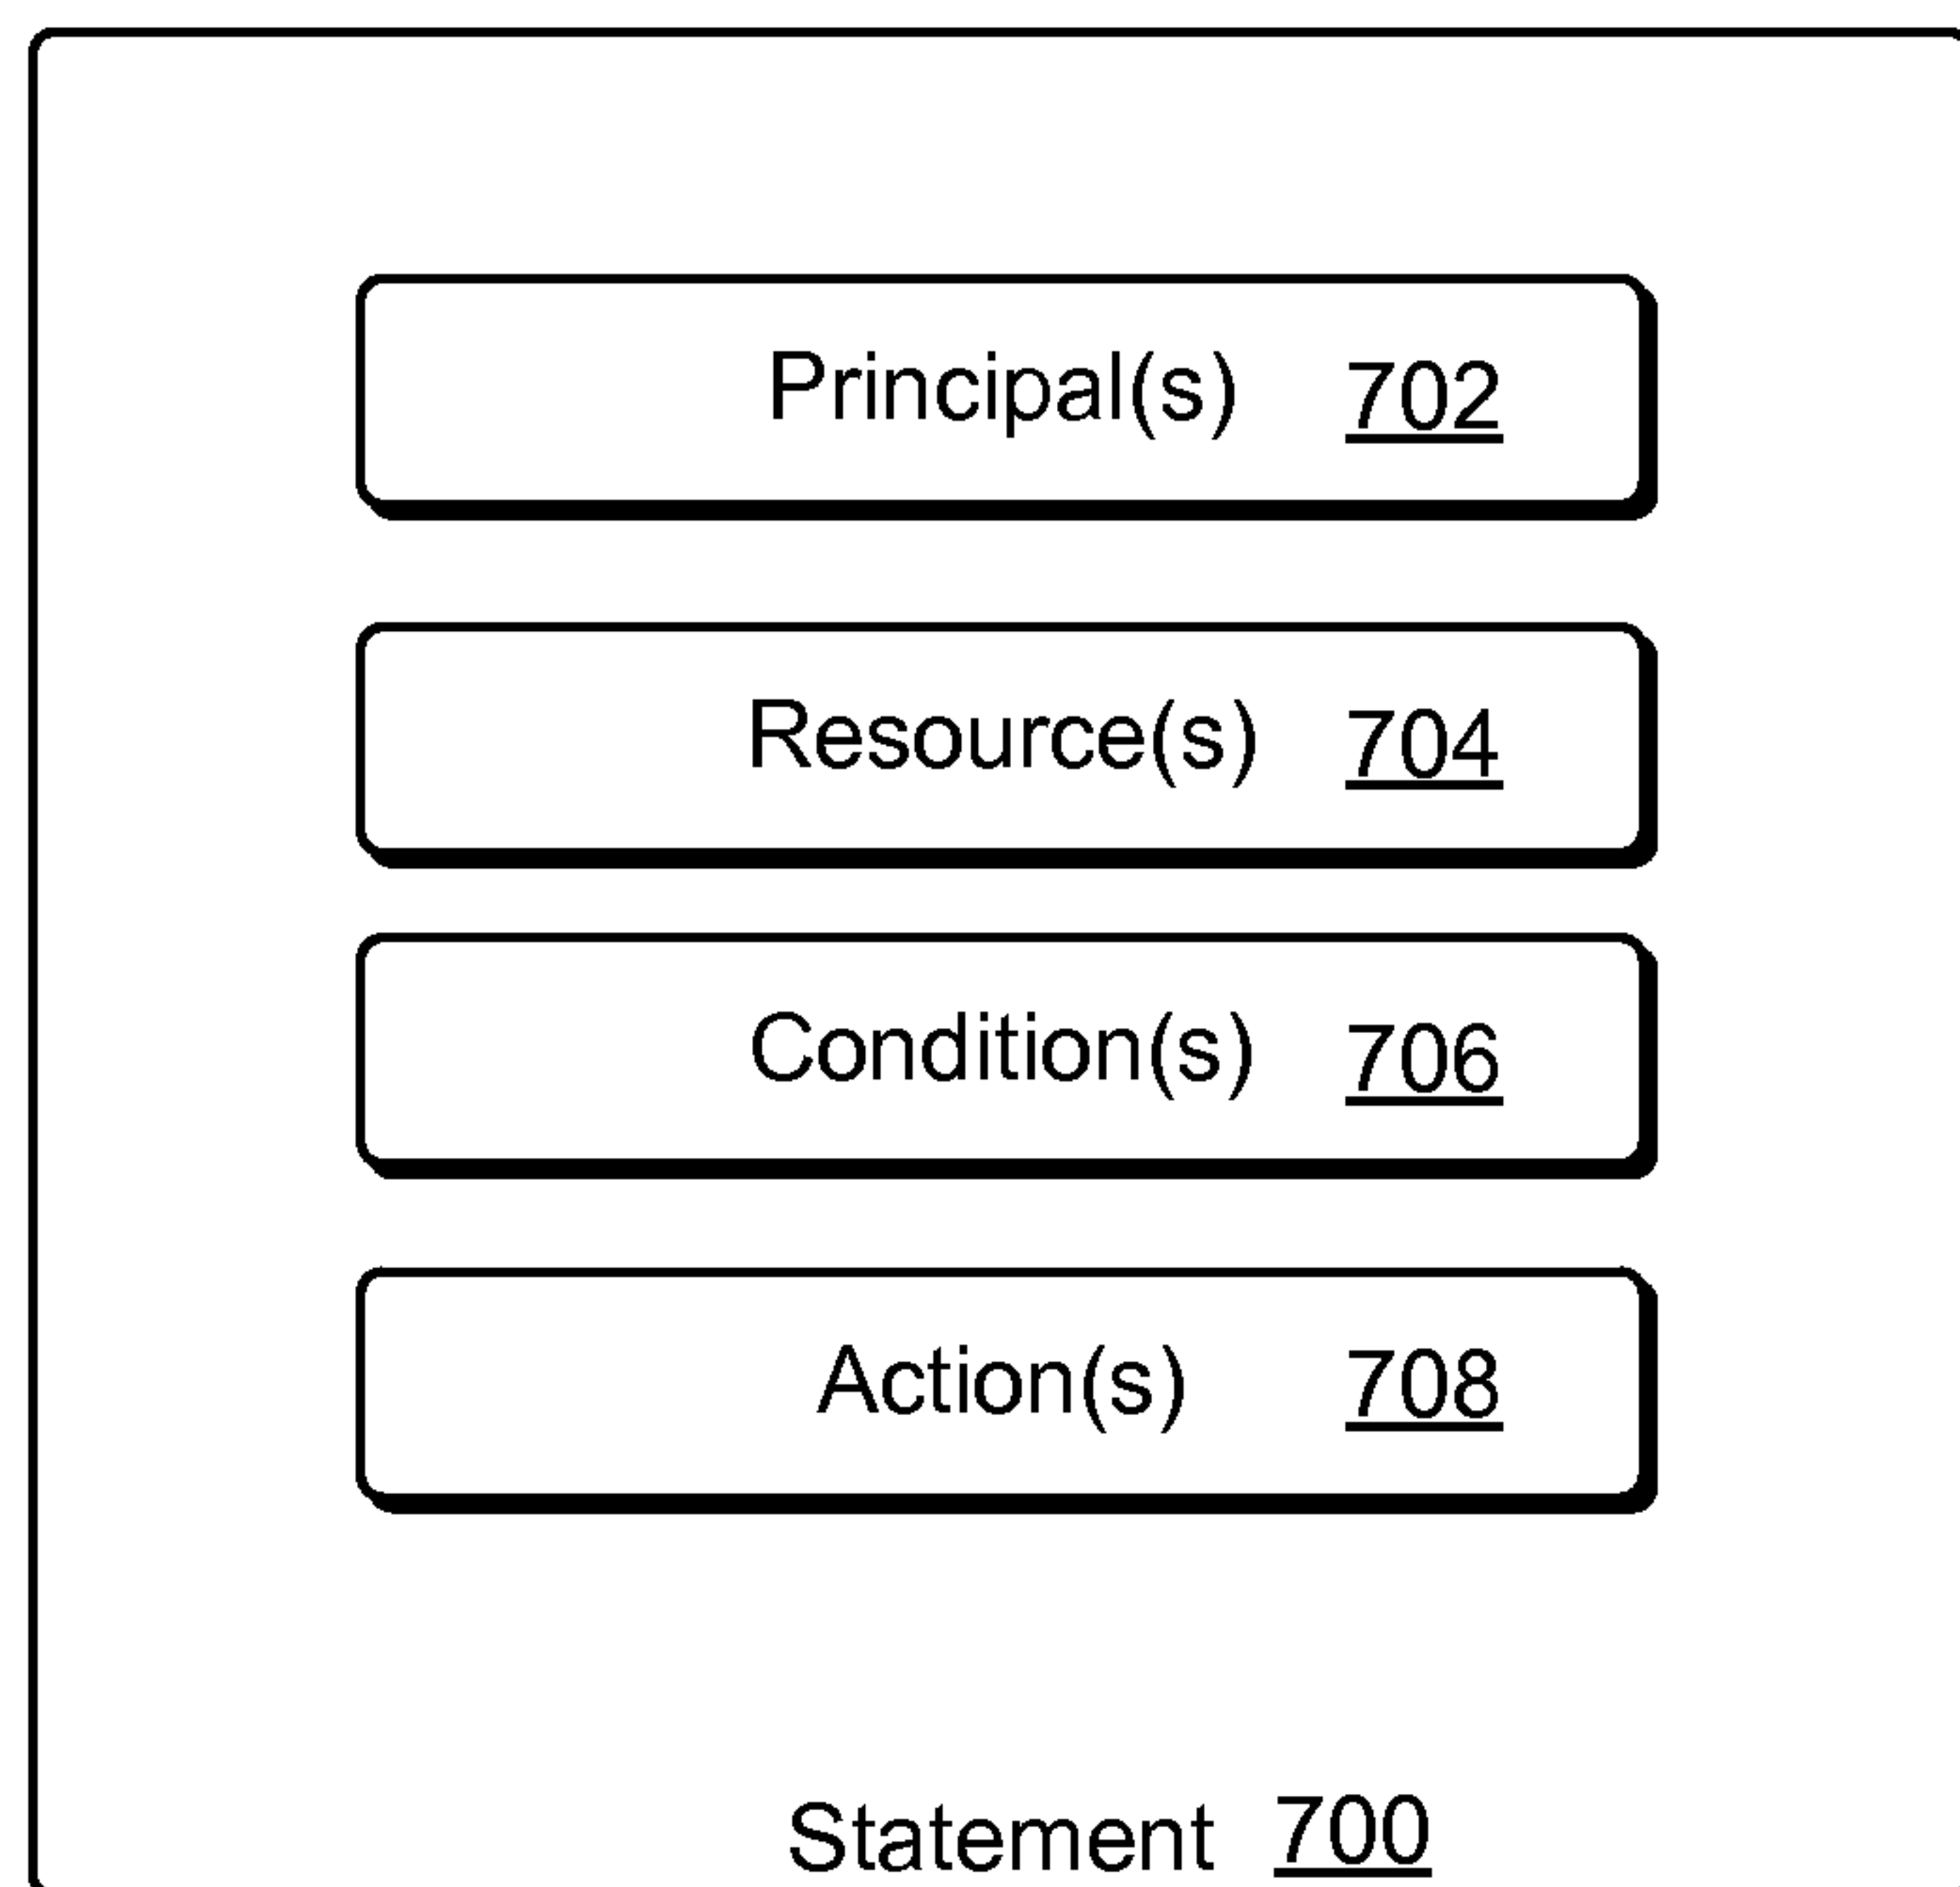 Principal(s) 702
Resource(s) 704
Condition(s) 706
Action(s) 708
Statement 700